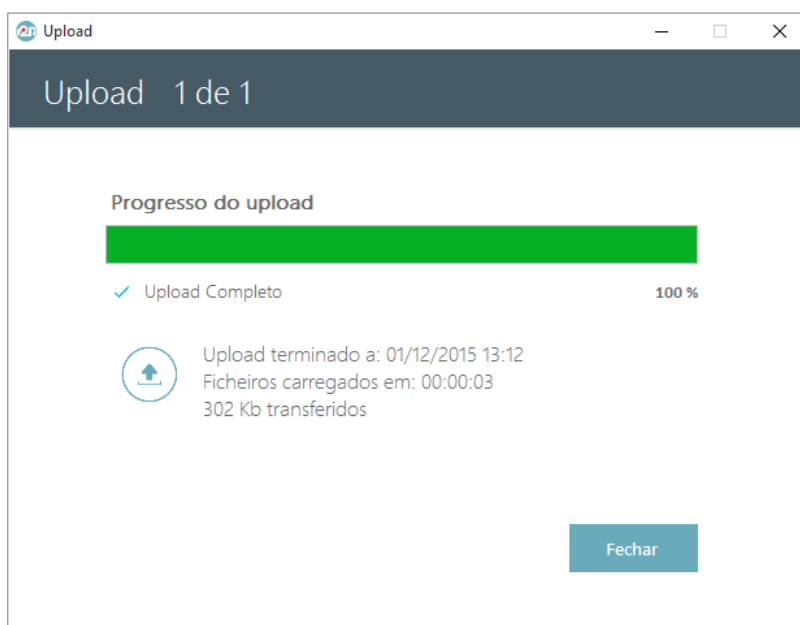 Upload
Upload 1 de 1
Progresso do upload
Upload Completo 100 %
Upload terminado a: 01/12/2015 13:12
Ficheiros carregados em: 00:00:03
302 Kb transferidos
Fechar